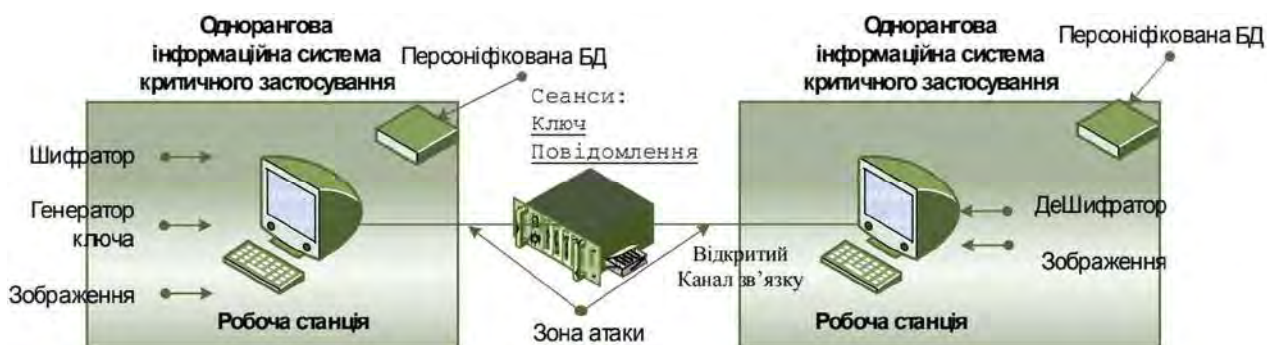 Однорангова
інформаційна система
критичного застосування
Персоніфікована БД
Сеанси:
Ключ
Повідомлення
Шифратор
Генератор
ключа
Зображення
Робоча станція
Зона атаки
Відкритий
Канал зв’язку
Однорангова
інформаційна система
критичного застосування
Персоніфікована БД
ДеШифратор
Зображення
Робоча станція